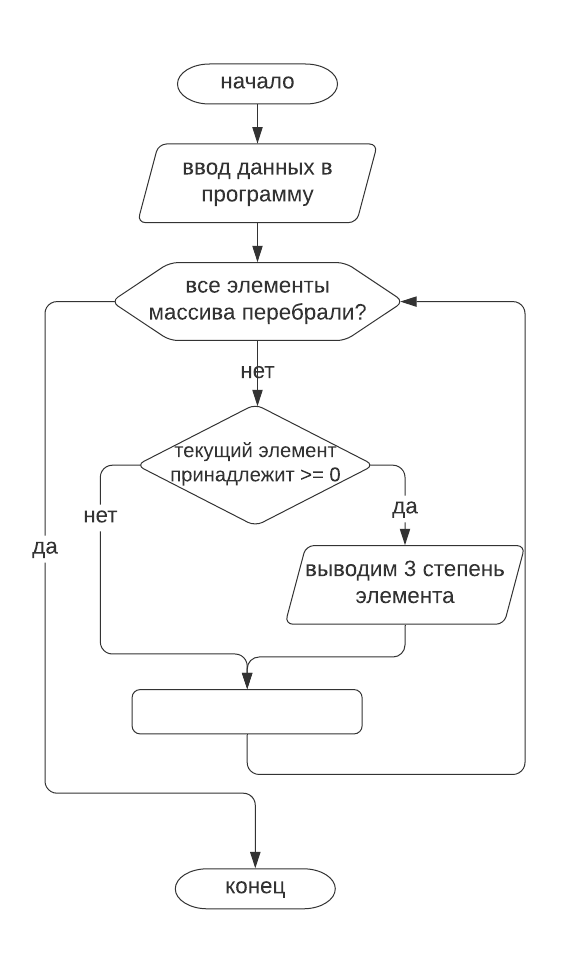 начало
ввод данных в
программу
все элементы
массива перебрали?
нет
текущий элемент
принадлежит >= 0
нет
да
да
выводим 3 степень
элемента
конец